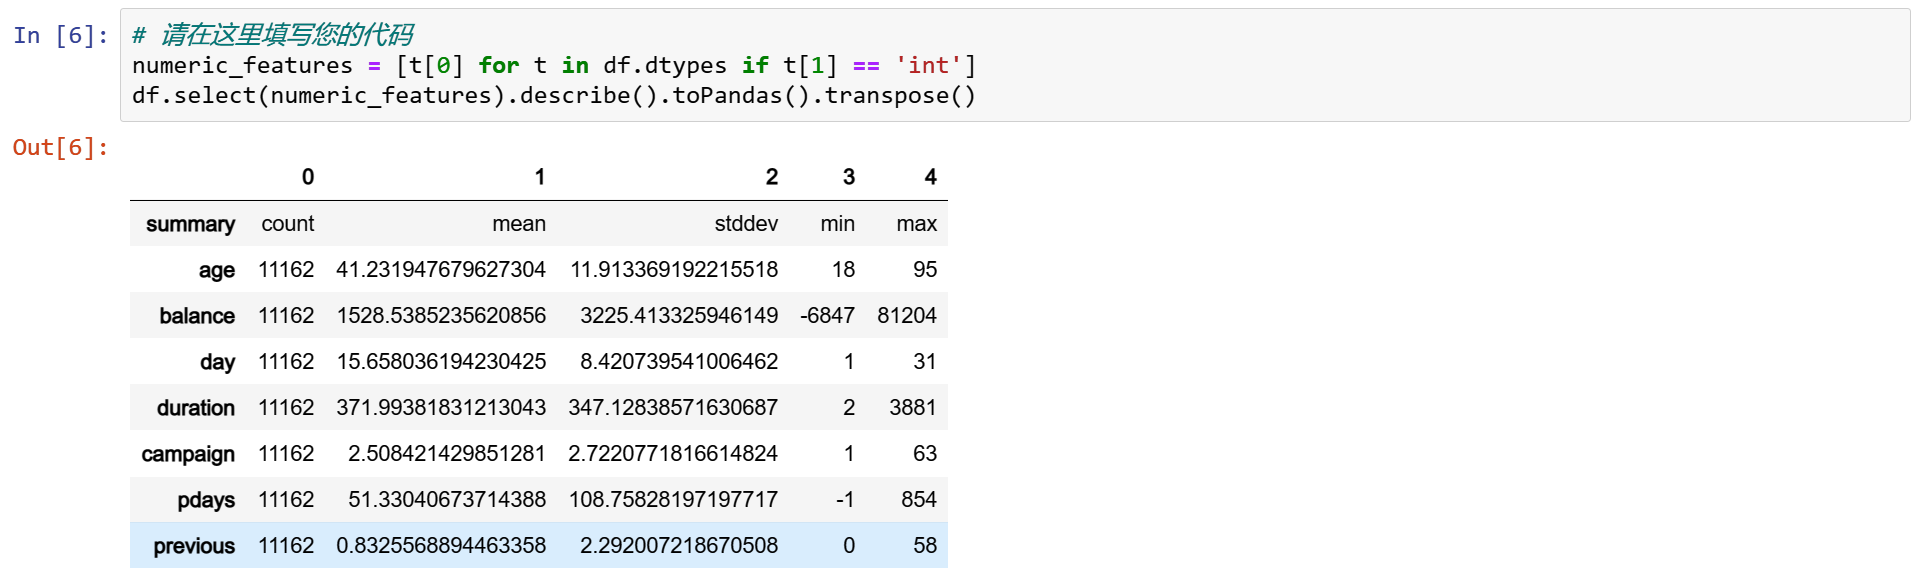 In [6]: # 请在这里填写您的代码
numeric_features = [t[0] for t in df.dtypes if t[1] == 'int']
df.select(numeric_features).describe().toPandas().transpose()
Out[6]:
0 1 2 3 4
summary count mean stddev min max
age 11162 41.231947679627304 11.913369192215518 18 95
balance 11162 1528.5385235620856 3225.413325946149 -6847 81204
day 11162 15.658036194230425 8.420739541006462 1 31
duration 11162 371.99381831213043 347.12838571630687 2 3881
campaign 11162 2.508421429851281 2.7220771816614824 1 63
pdays 11162 51.33040673714388 108.75828197197717 -1 854
previous 11162 0.8325568894463358 2.292007218670508 0 58